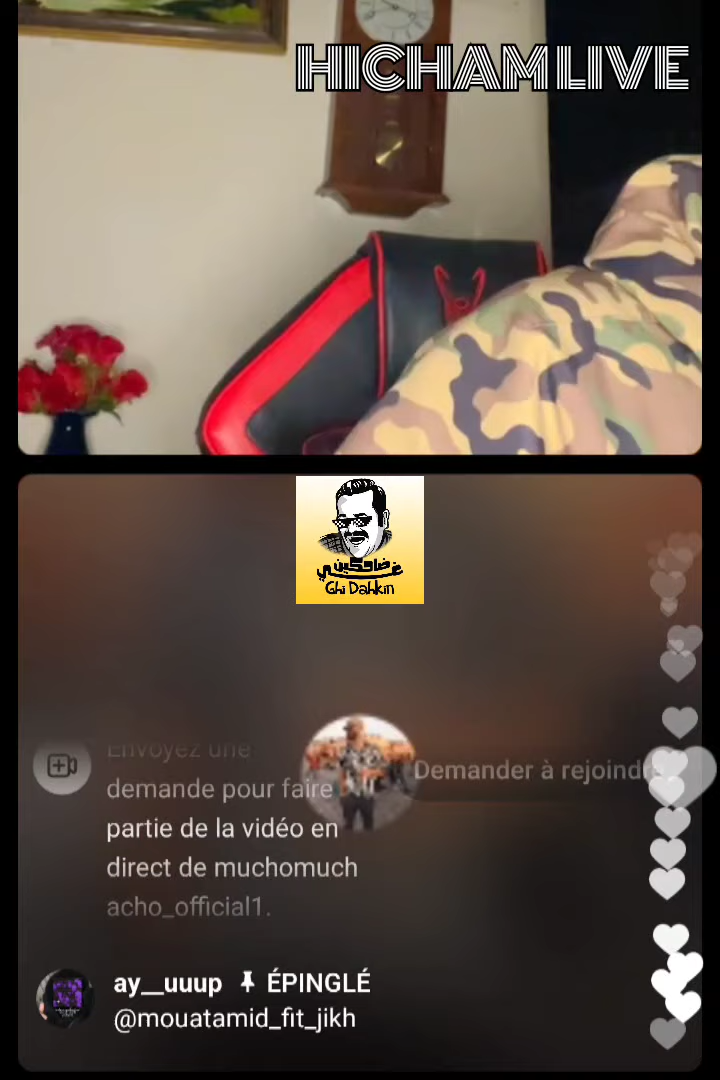 HICHAM LIVE
ضاحكين
غي
Ghi Dahkin
Envoyez une
demande pour faire
partie de la vidéo en
direct de muchomuch
acho_official1.
Demander à rejoindre
ay__uuup ÉPINGLÉ
@mouatamid_fit_jikh